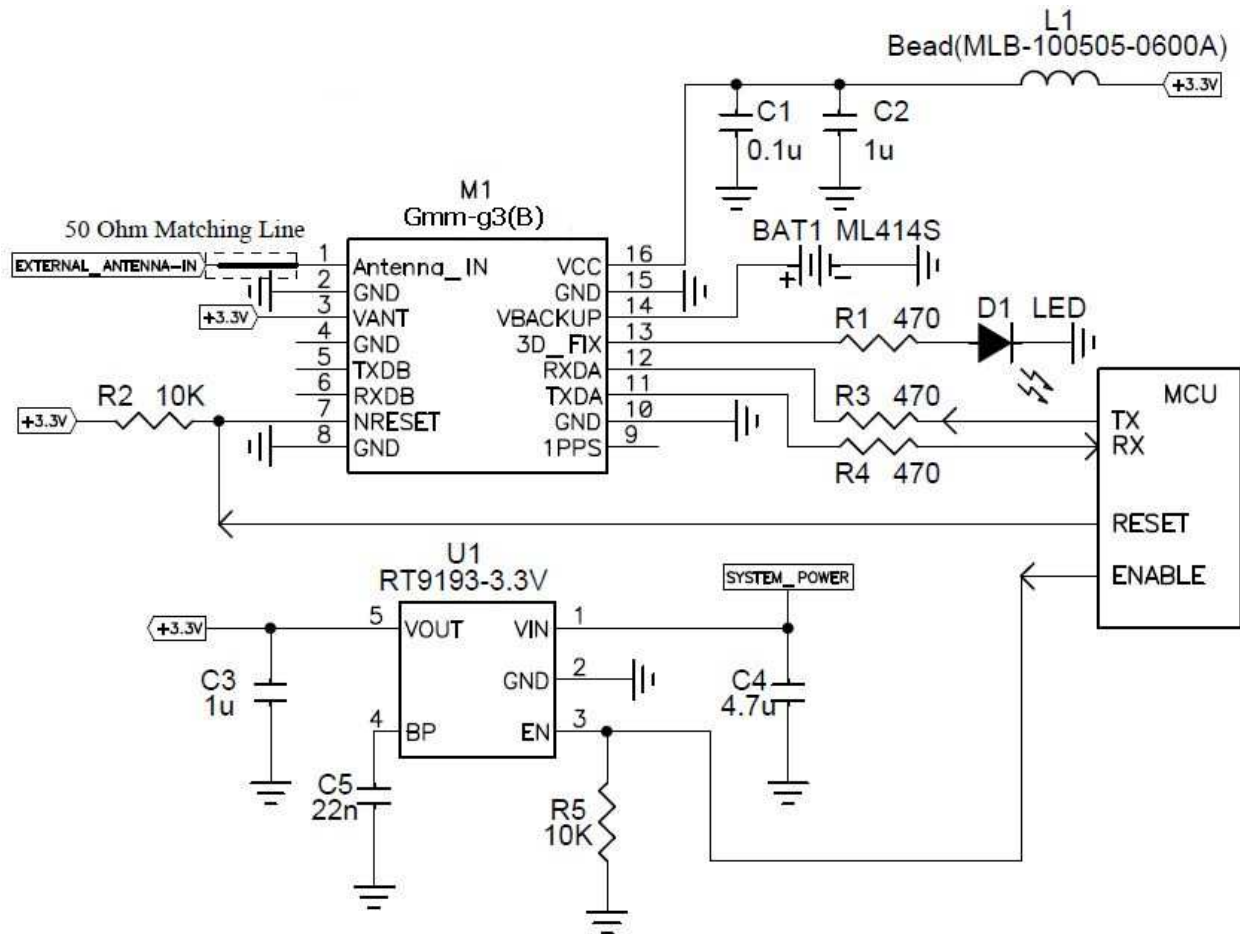 L1
Bead(MLB-100505-0600A)
+3.3V
C1
0.1u
C2
1u
M1
Gmm-g3(B)
50 Ohm Matching Line
EXTERNAL_ANTENNA-IN
BAT1 ML414S
+
-
1
Antenna_IN
2
GND
+3.3V
3
VANT
4
GND
5
TXDB
6
RXDB
7
NRESET
8
GND
VCC
16
GND
15
VBACKUP
14
3D_FIX
13
RXDA
12
TXDA
11
GND
10
1PPS
9
R1 470
D1 LED
R2 10K
+3.3V
R3 470
R4 470
MCU
TX
RX
RESET
ENABLE
U1
RT9193-3.3V
SYSTEM_POWER
+3.3V
5
VOUT
VIN
1
GND
2
4
BP
EN
3
C3
1u
C4
4.7u
C5
22n
R5
10K